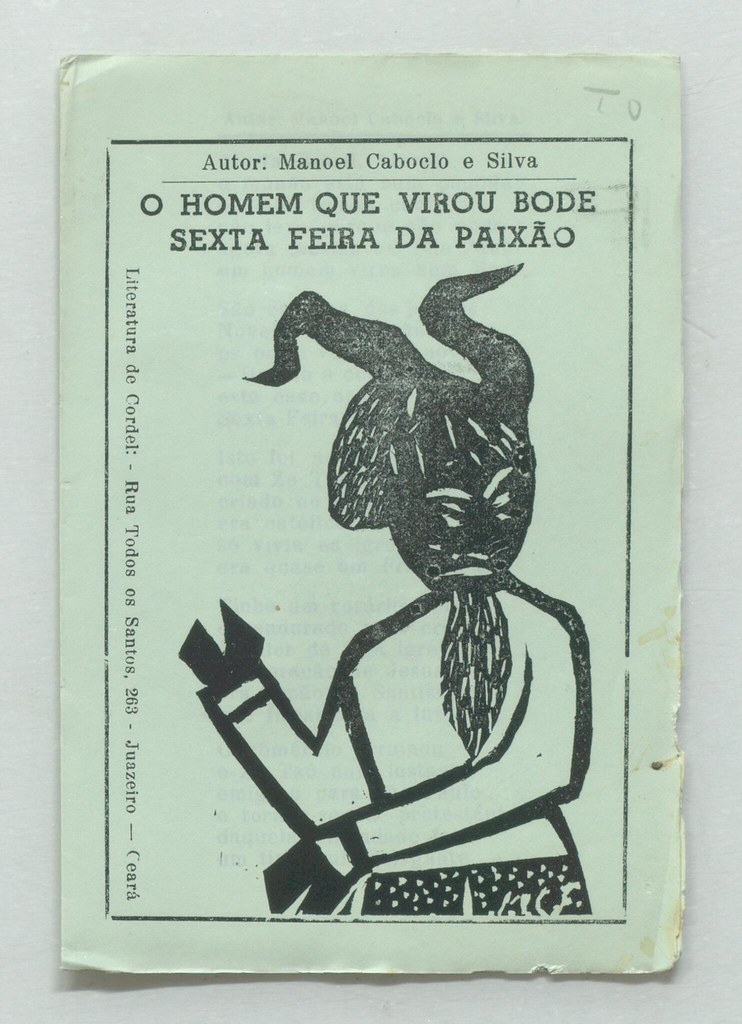 T O
Autor: Manoel Caboclo e Silva
O HOMEM QUE VIROU BODE
SEXTA FEIRA DA PAIXÃO
Literatura de Cordel: - Rua Todos os Santos, 263 - Juazeiro — Ceará